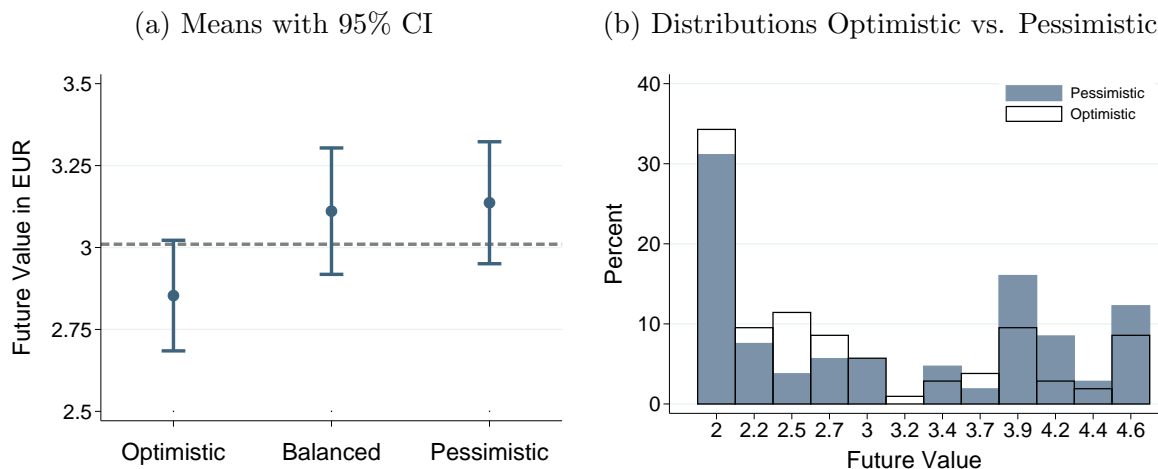 (a) Means with 95% CI
Future Value in EUR
3.5
3.25
3
2.75
2.5
Optimistic Balanced Pessimistic
(b) Distributions Optimistic vs. Pessimistic
Pessimistic
Optimistic
Percent
40
30
20
10
0
2 2.2 2.5 2.7 3 3.2 3.4 3.7 3.9 4.2 4.4 4.6
Future Value